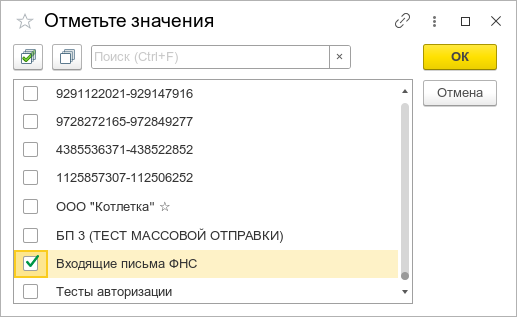 Отметьте значения
Поиск (Ctrl+F)
ОК
9291122021-929147916
Отмена
9728272165-972849277
4385536371-438522852
1125857307-112506252
ООО "Котлетка" ☆
БП 3 (ТЕСТ МАССОВОЙ ОТПРАВКИ)
Входящие письма ФНС
Тесты авторизации